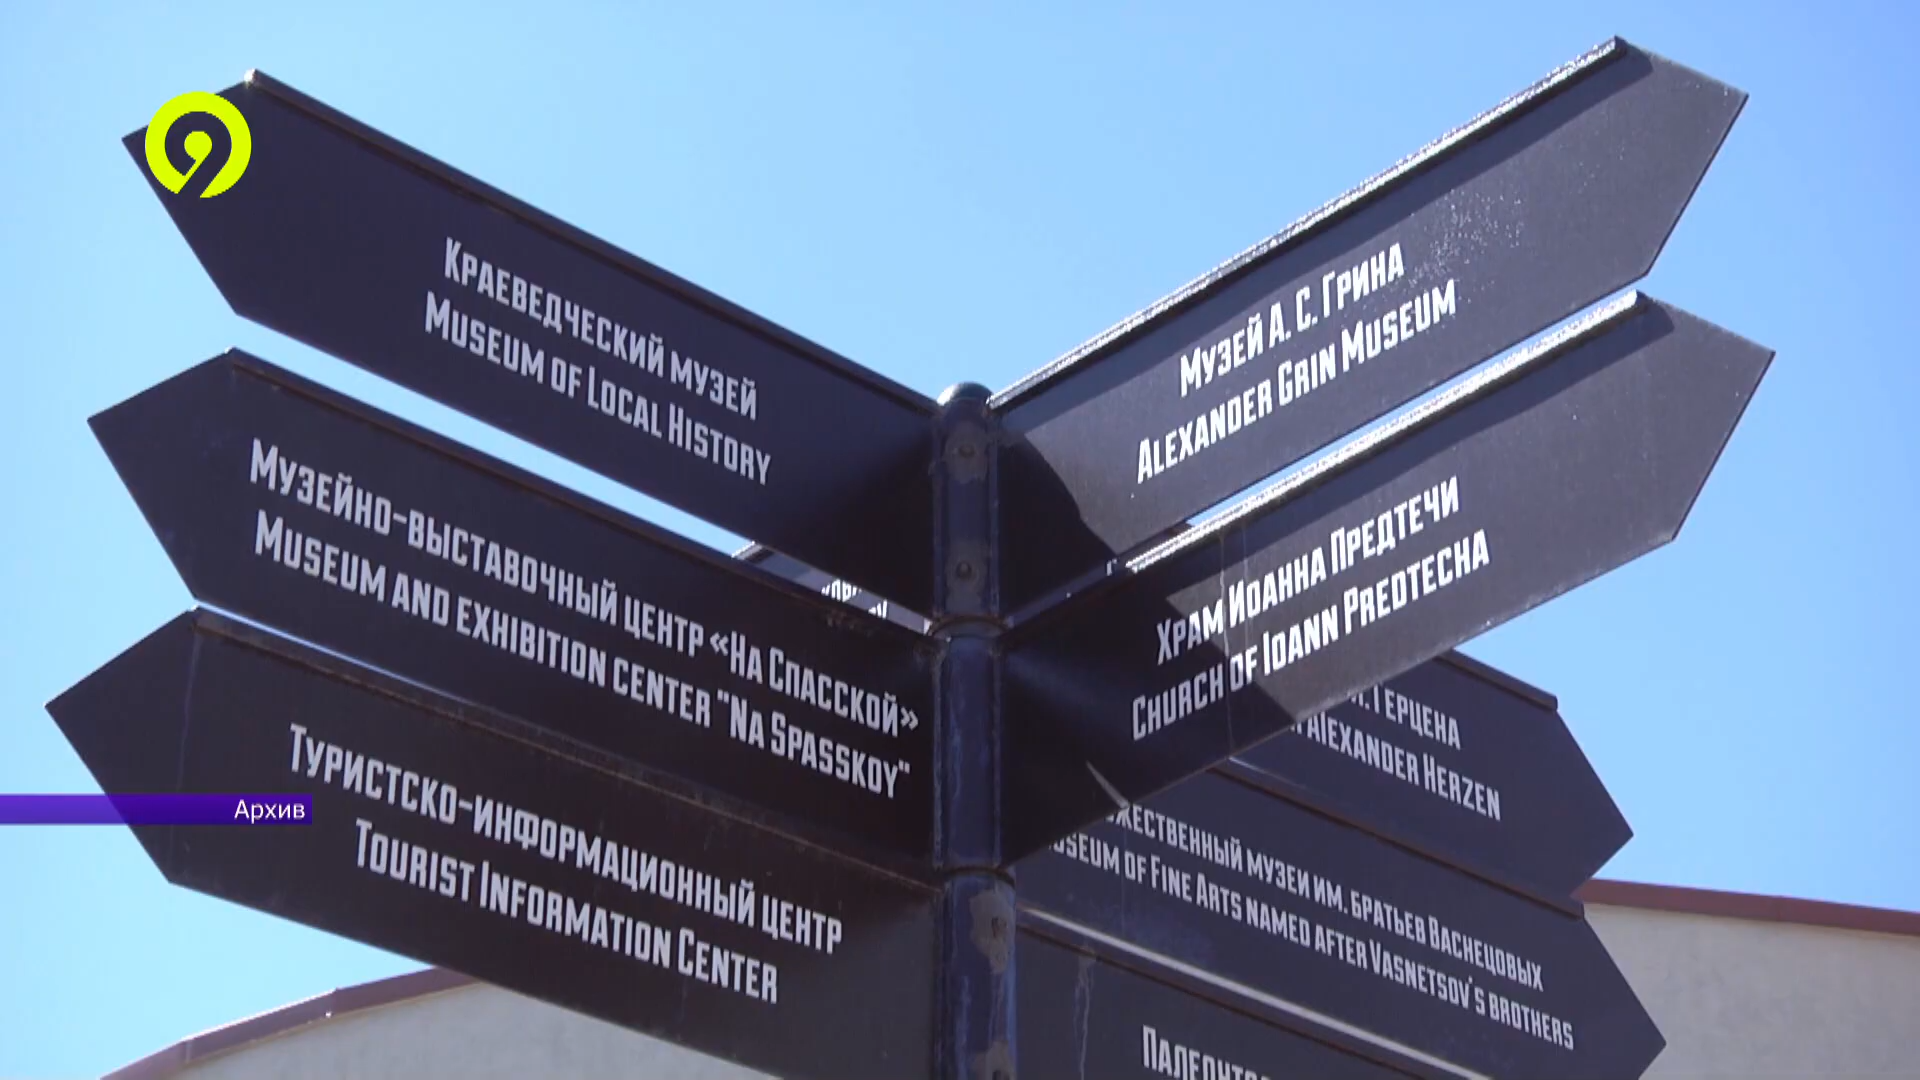 Краеведческий музей
Museum of Local History
Музей А. С. Грина
Alexander Grin Museum
Музейно-выставочный центр «На Спасской»
Museum and exhibition center "Na Spasskoy"
Храм Иоанна Предтечи
Church of Ioann Predtecha
Туристско-информационный центр
Tourist Information Center
Герцена
Alexander Herzen
музей им. братьев Васнецовых
of Fine Arts named after Vasnetsov's brothers
Архив